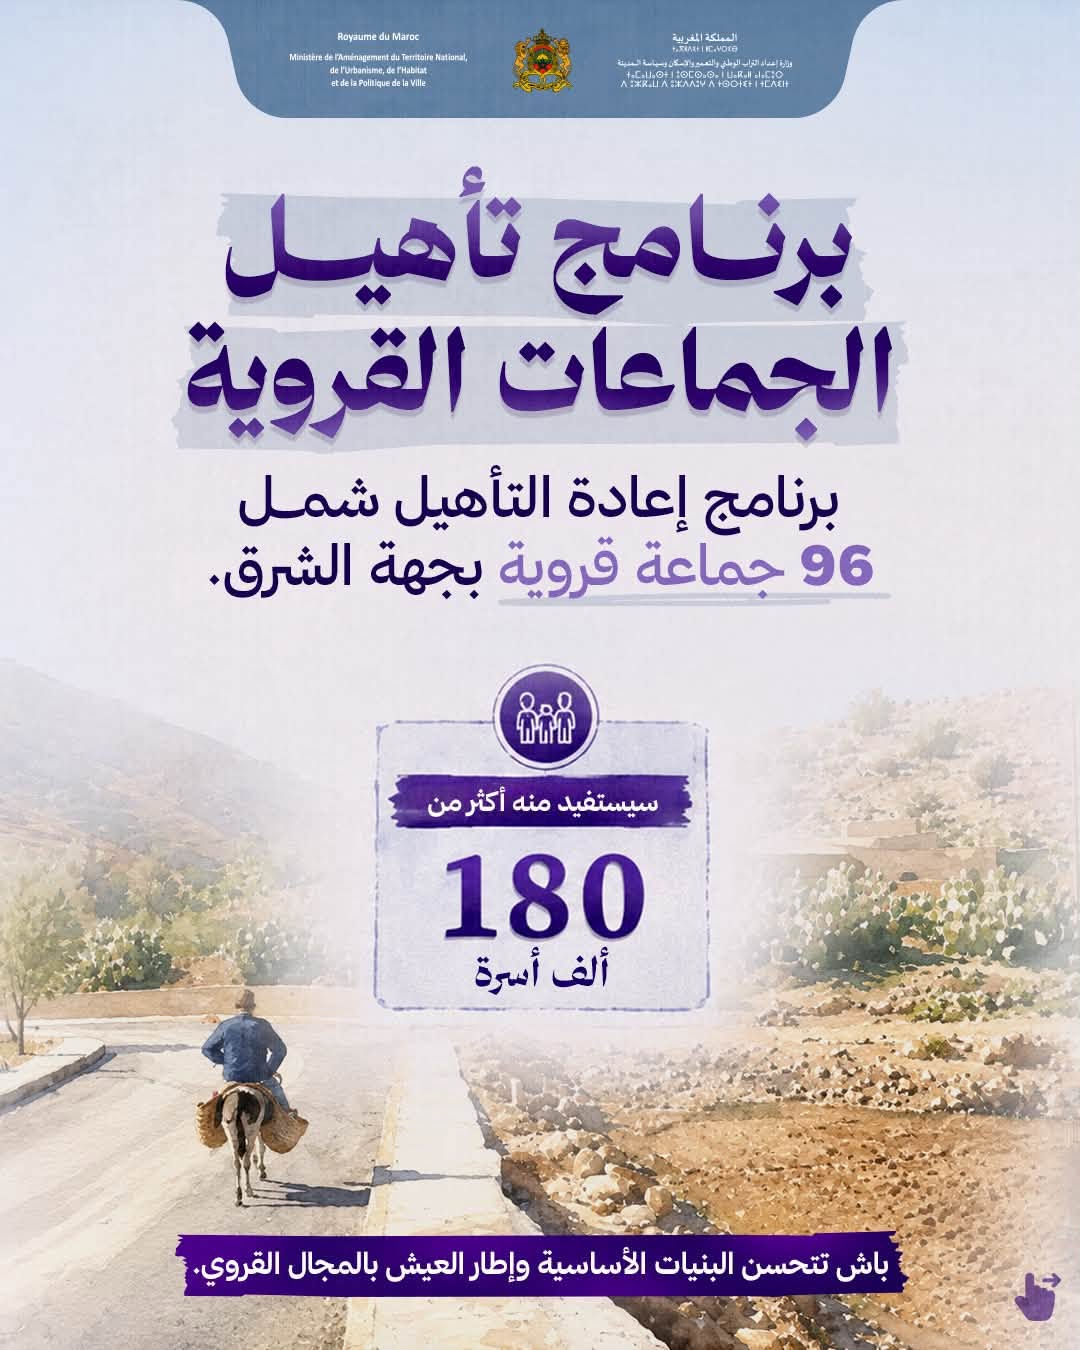 Royaume du Maroc
Ministère de l'Aménagement du Territoire National,
de l'Urbanisme, de l'Habitat
et de la Politique de la Ville
المملكة المغربية
ⵜⴰⴳⵍⴷⵉⵜ ⵏ ⵍⵎⵖⵔⵉⴱ
وزارة إعداد التراب الوطني والتعمير والإسكان وسياسة المدينة
برنامج تأهيل
الجماعات القروية
برنامج إعادة التأهيل شمل
96 جماعة قروية بجهة الشرق.
سيستفيد منه أكثر من
180
ألف أسرة
باش تتحسن البنيات الأساسية وإطار العيش بالمجال القروي.